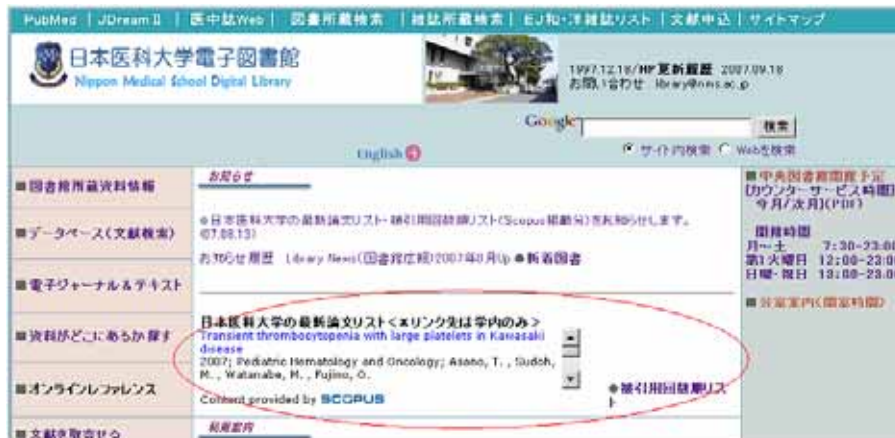 PubMed | JDreamⅡ | 医中誌Web | 図書所蔵検索 | 雑誌所蔵検索 | EJ和・洋雑誌リスト | 文献申込 | サイトマップ
日本医科大学電子図書館
Nippon Medical School Digital Library
1997.12.18/HP更新履歴 2007.09.18
お問い合わせ library@nms.ac.jp
Google
検索
English
サイト内検索 Webを検索
■図書館所蔵資料情報
■データベース(文献検索)
■電子ジャーナル&テキスト
■資料がどこにあるか探す
■オンラインレファレンス
■文献を取寄せる
お知らせ
●日本医科大学の最新論文リスト・被引用回数順リスト(Scopus掲載分)をお知らせします。
(07.08.13)
お知らせ履歴 Library News(図書館広報)2007年8月Up ●新着図書
日本医科大学の最新論文リスト<※リンク先は学内のみ>
Transient thrombocytopenia with large platelets in Kawasaki
disease
2007; Pediatric Hematology and Oncology; Asano, T. , Sudoh,
M. , Watanabe, M. , Fujino, O.
Content provided by SCOPUS
●被引用回数順リス
ト
利用案内
■中央図書館開館予定
(カウンターサービス時間)
今月/次月(PDF)
開館時間
月~土 7:30-23:00
第1火曜日 12:00-23:00
日曜・祝日 13:00-23:00
■分室案内(開室時間)